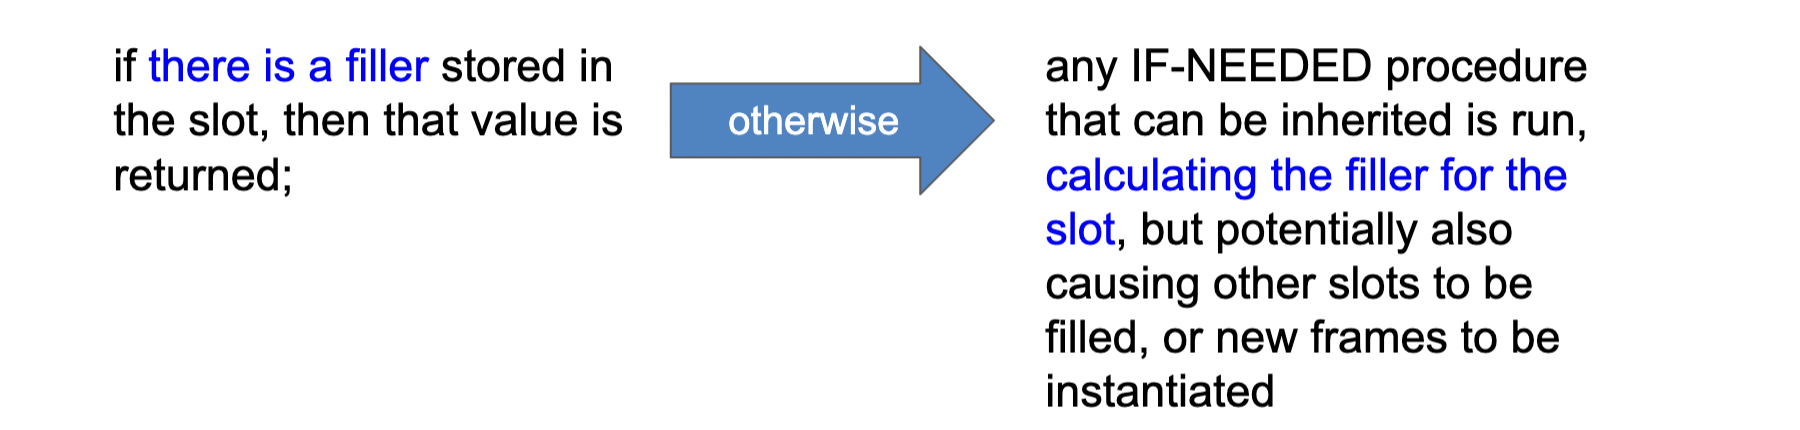 if there is a filler stored in
the slot, then that value is
returned;
otherwise
any IF-NEEDED procedure
that can be inherited is run,
calculating the filler for the
slot, but potentially also
causing other slots to be
filled, or new frames to be
instantiated